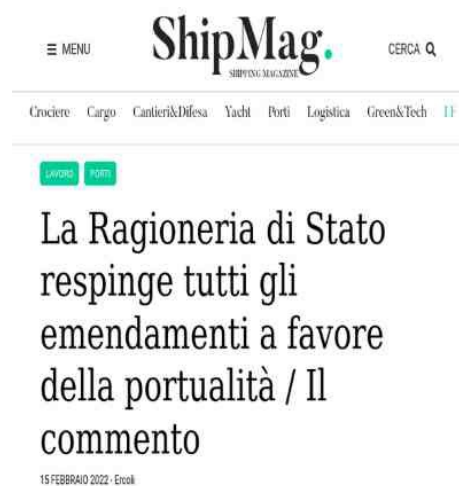 ≡ MENU
ShipMag.
SHIPPING MAGAZINE
CERCA
Crociere Cargo Cantieri&Difesa Yacht Porti Logistica Green&Tech
LAVORO PORTI
La Ragioneria di Stato
respinge tutti gli
emendamenti a favore
della portualità / Il
commento
15 FEBBRAIO 2022 - Ercoli